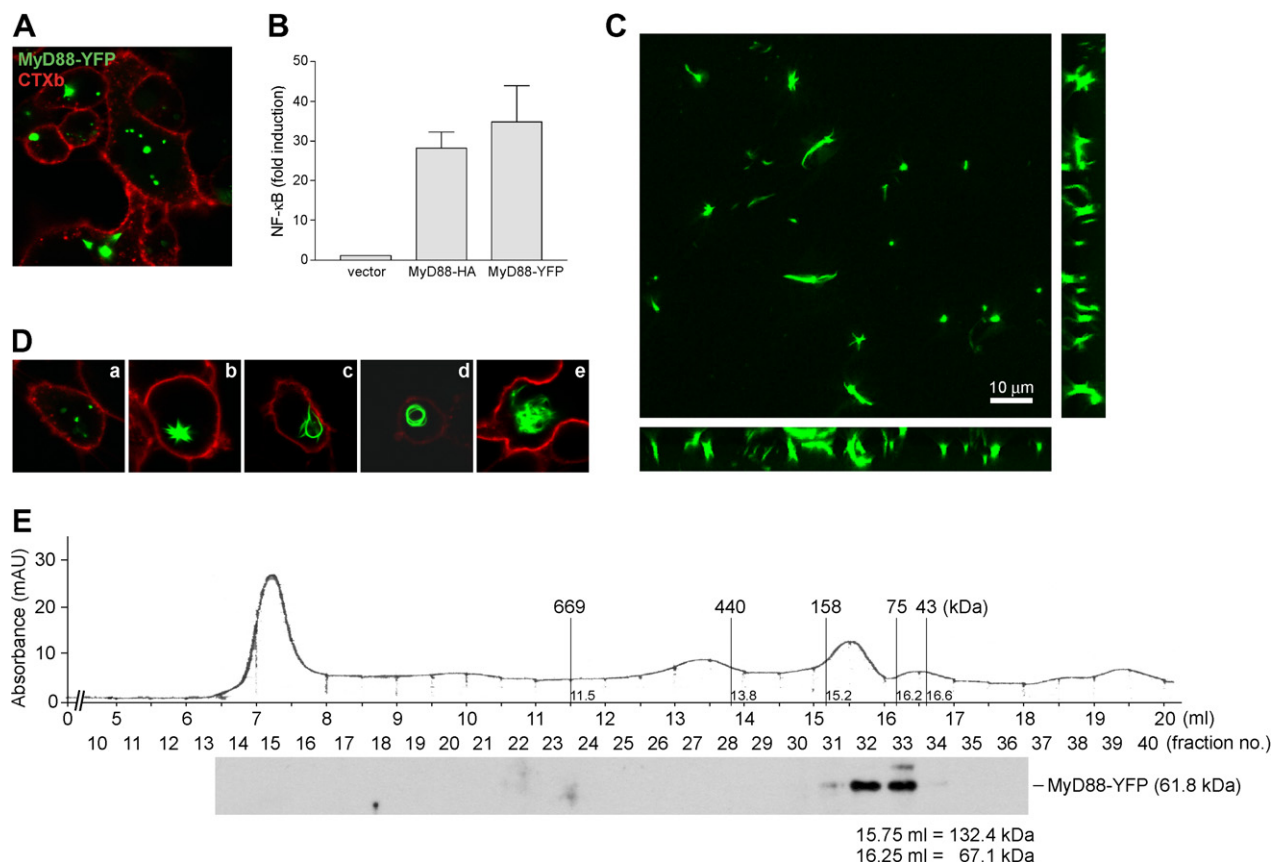 A
MyD88-YFP
CTXb
B
50
40
30
20
10
0
NF-κB (fold induction)
vector MyD88-HA MyD88-YFP
C
10 μm
D
a b c d e
E
Absorbance (mAU)
30
20
10
0
669 440 158 75 43 (kDa)
11.5 13.8 15.2 16.2 16.6
0 5 6 7 8 9 10 11 12 13 14 15 16 17 18 19 20 (ml)
10 11 12 13 14 15 16 17 18 19 20 21 22 23 24 25 26 27 28 29 30 31 32 33 34 35 36 37 38 39 40 (fraction no.)
MyD88-YFP (61.8 kDa)
15.75 ml = 132.4 kDa
16.25 ml = 67.1 kDa